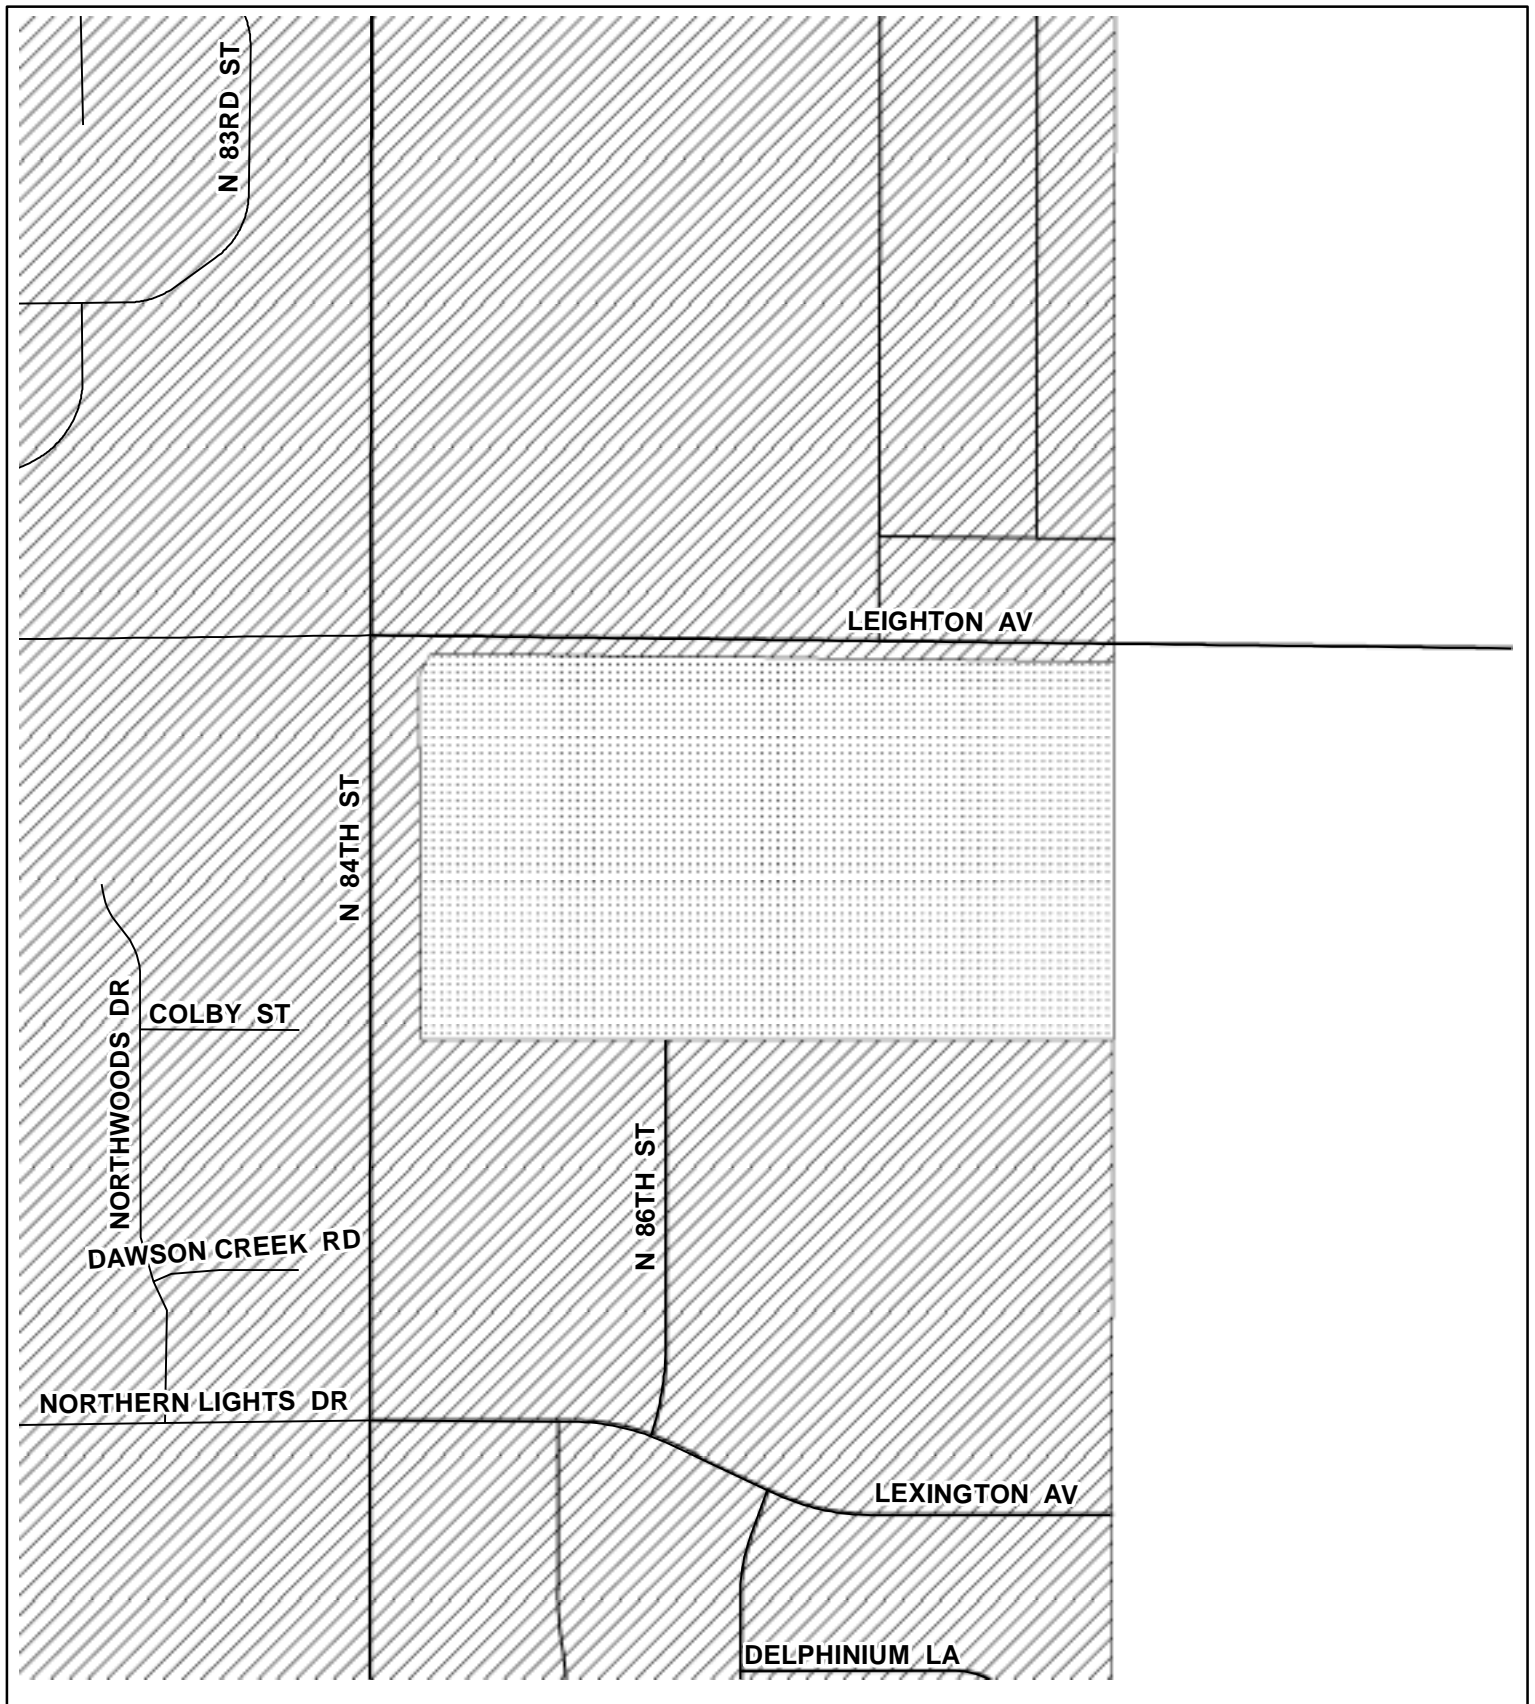 N 83RD ST
LEIGHTON AV
N 84TH ST
NORTHWOODS DR
COLBY ST
N 86TH ST
DAWSON CREEK RD
NORTHERN LIGHTS DR
LEXINGTON AV
DELPHINIUM LA